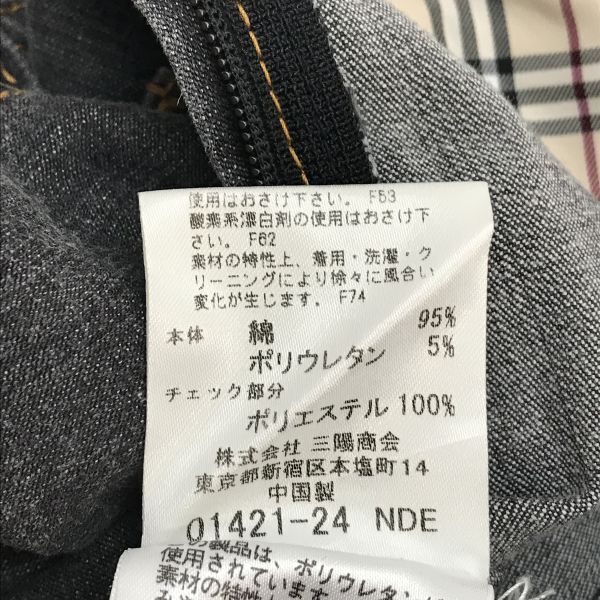 使用はおさけ下さい。 F53
酸素系漂白剤の使用はおさけ下
さい。 F62
素材の特性上、着用・洗濯・ク
リーニングにより徐々に風合い
変化が生じます。 F74
本体 綿 95%
ポリウレタン 5%
チェック部分
ポリエステル 100%
株式会社 三陽商会
東京都新宿区本塩町14
中国製
01421-24 NDE
の製品は、ポリウレタン
使用されています
素材の特性